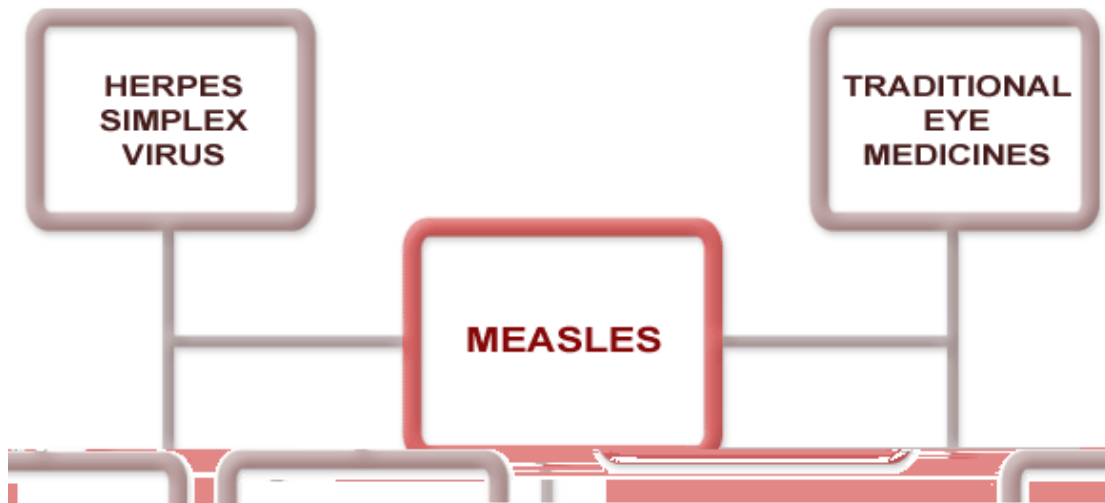 HERPES
SIMPLEX
VIRUS
TRADITIONAL
EYE
MEDICINES
MEASLES